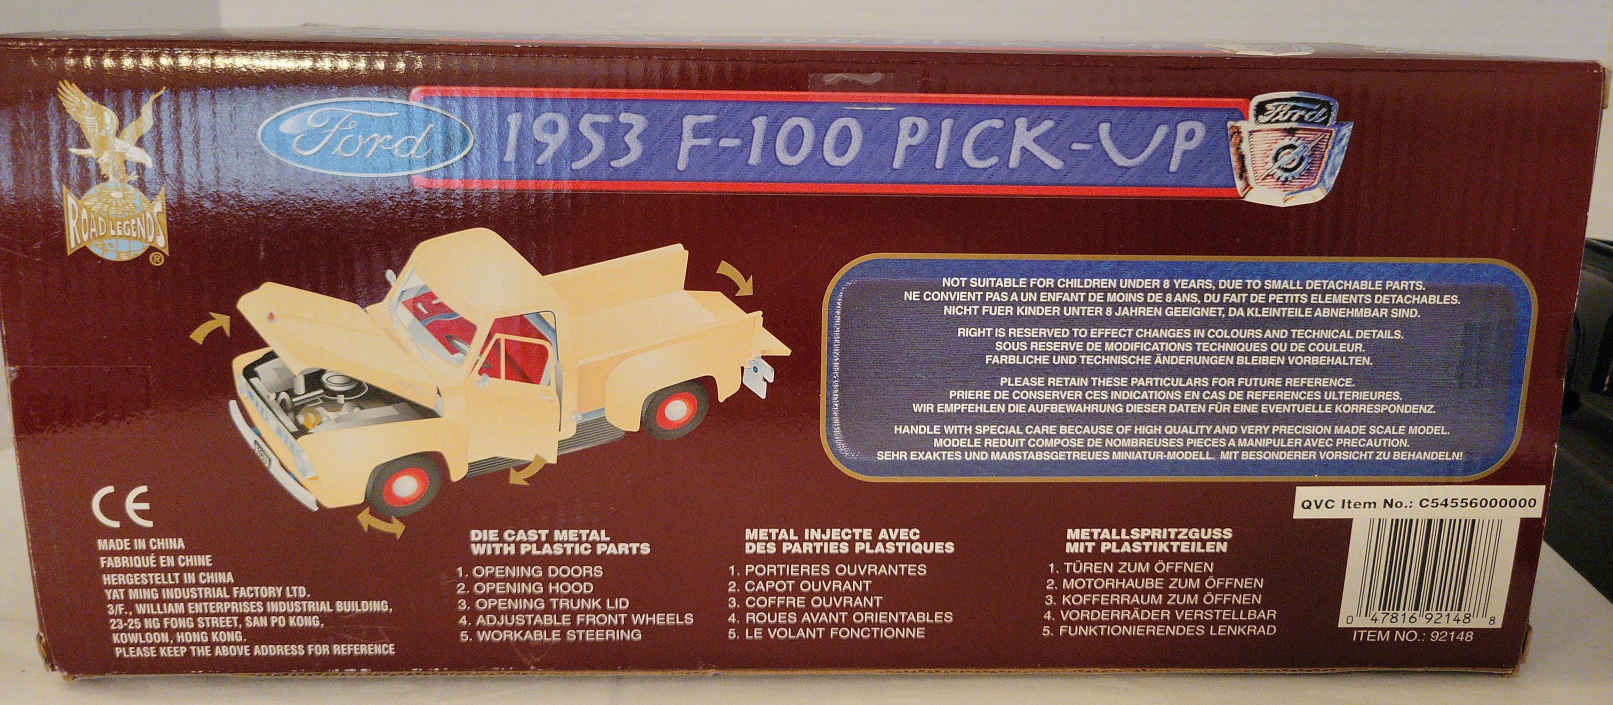 Ford
1953 F-100 PICK-UP
Ford
ROAD LEGENDS
®
NOT SUITABLE FOR CHILDREN UNDER 8 YEARS, DUE TO SMALL DETACHABLE PARTS.
NE CONVIENT PAS A UN ENFANT DE MOINS DE 8 ANS, DU FAIT DE PETITS ELEMENTS DETACHABLES.
NICHT FUER KINDER UNTER 8 JAHREN GEEIGNET, DA KLEINTEILE ABNEHMBAR SIND.
RIGHT IS RESERVED TO EFFECT CHANGES IN COLOURS AND TECHNICAL DETAILS.
SOUS RESERVE DE MODIFICATIONS TECHNIQUES OU DE COULEUR.
FARBLICHE UND TECHNISCHE ÄNDERUNGEN BLEIBEN VORBEHALTEN.
PLEASE RETAIN THESE PARTICULARS FOR FUTURE REFERENCE.
PRIERE DE CONSERVER CES INDICATIONS EN CAS DE REFERENCES ULTERIEURES.
WIR EMPFEHLEN DIE AUFBEWAHRUNG DIESER DATEN FÜR EINE EVENTUELLE KORRESPONDENZ.
HANDLE WITH SPECIAL CARE BECAUSE OF HIGH QUALITY AND VERY PRECISION MADE SCALE MODEL.
MODELE REDUIT COMPOSE DE NOMBREUSES PIECES A MANIPULER AVEC PRECAUTION.
SEHR EXAKTES UND MAßSTABSGETREUES MINIATUR-MODELL. MIT BESONDERER VORSICHT ZU BEHANDELN!
CE
MADE IN CHINA
FABRIQUÉ EN CHINE
HERGESTELLT IN CHINA
YAT MING INDUSTRIAL FACTORY LTD.
3/F., WILLIAM ENTERPRISES INDUSTRIAL BUILDING,
23-25 NG FONG STREET, SAN PO KONG,
KOWLOON, HONG KONG.
PLEASE KEEP THE ABOVE ADDRESS FOR REFERENCE
DIE CAST METAL
WITH PLASTIC PARTS
1. OPENING DOORS
2. OPENING HOOD
3. OPENING TRUNK LID
4. ADJUSTABLE FRONT WHEELS
5. WORKABLE STEERING
METAL INJECTE AVEC
DES PARTIES PLASTIQUES
1. PORTIERES OUVRANTES
2. CAPOT OUVRANT
3. COFFRE OUVRANT
4. ROUES AVANT ORIENTABLES
5. LE VOLANT FONCTIONNE
METALLSPRITZGUSS
MIT PLASTIKTEILEN
1. TÜREN ZUM ÖFFNEN
2. MOTORHAUBE ZUM ÖFFNEN
3. KOFFERRAUM ZUM ÖFFNEN
4. VORDERRÄDER VERSTELLBAR
5. FUNKTIONIERENDES LENKRAD
QVC Item No.: C54556000000
0 47816 92148 8
ITEM NO.: 92148